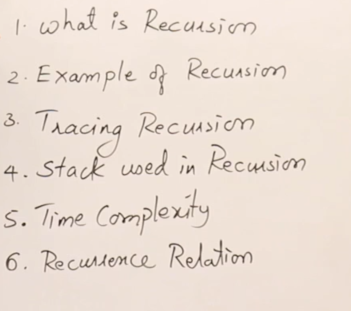 1. What is Recursion
2. Example of Recursion
3. Tracing Recursion
4. Stack used in Recursion
5. Time Complexity
6. Recurrence Relation